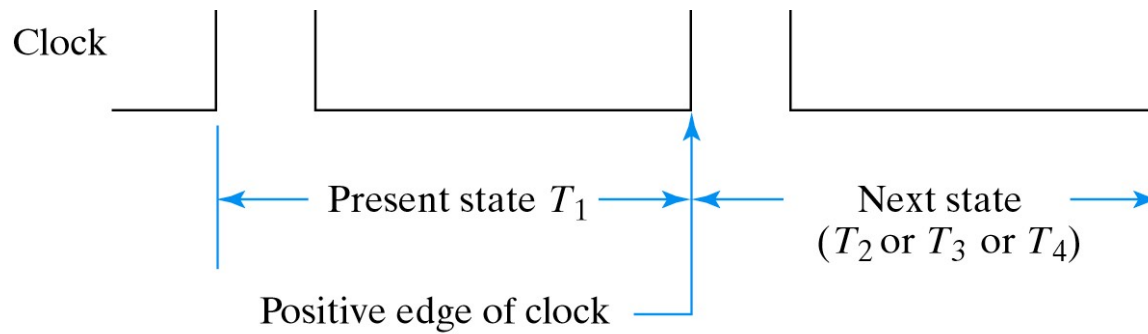 Clock
Present state T₁
Next state
(T₂ or T₃ or T₄)
Positive edge of clock